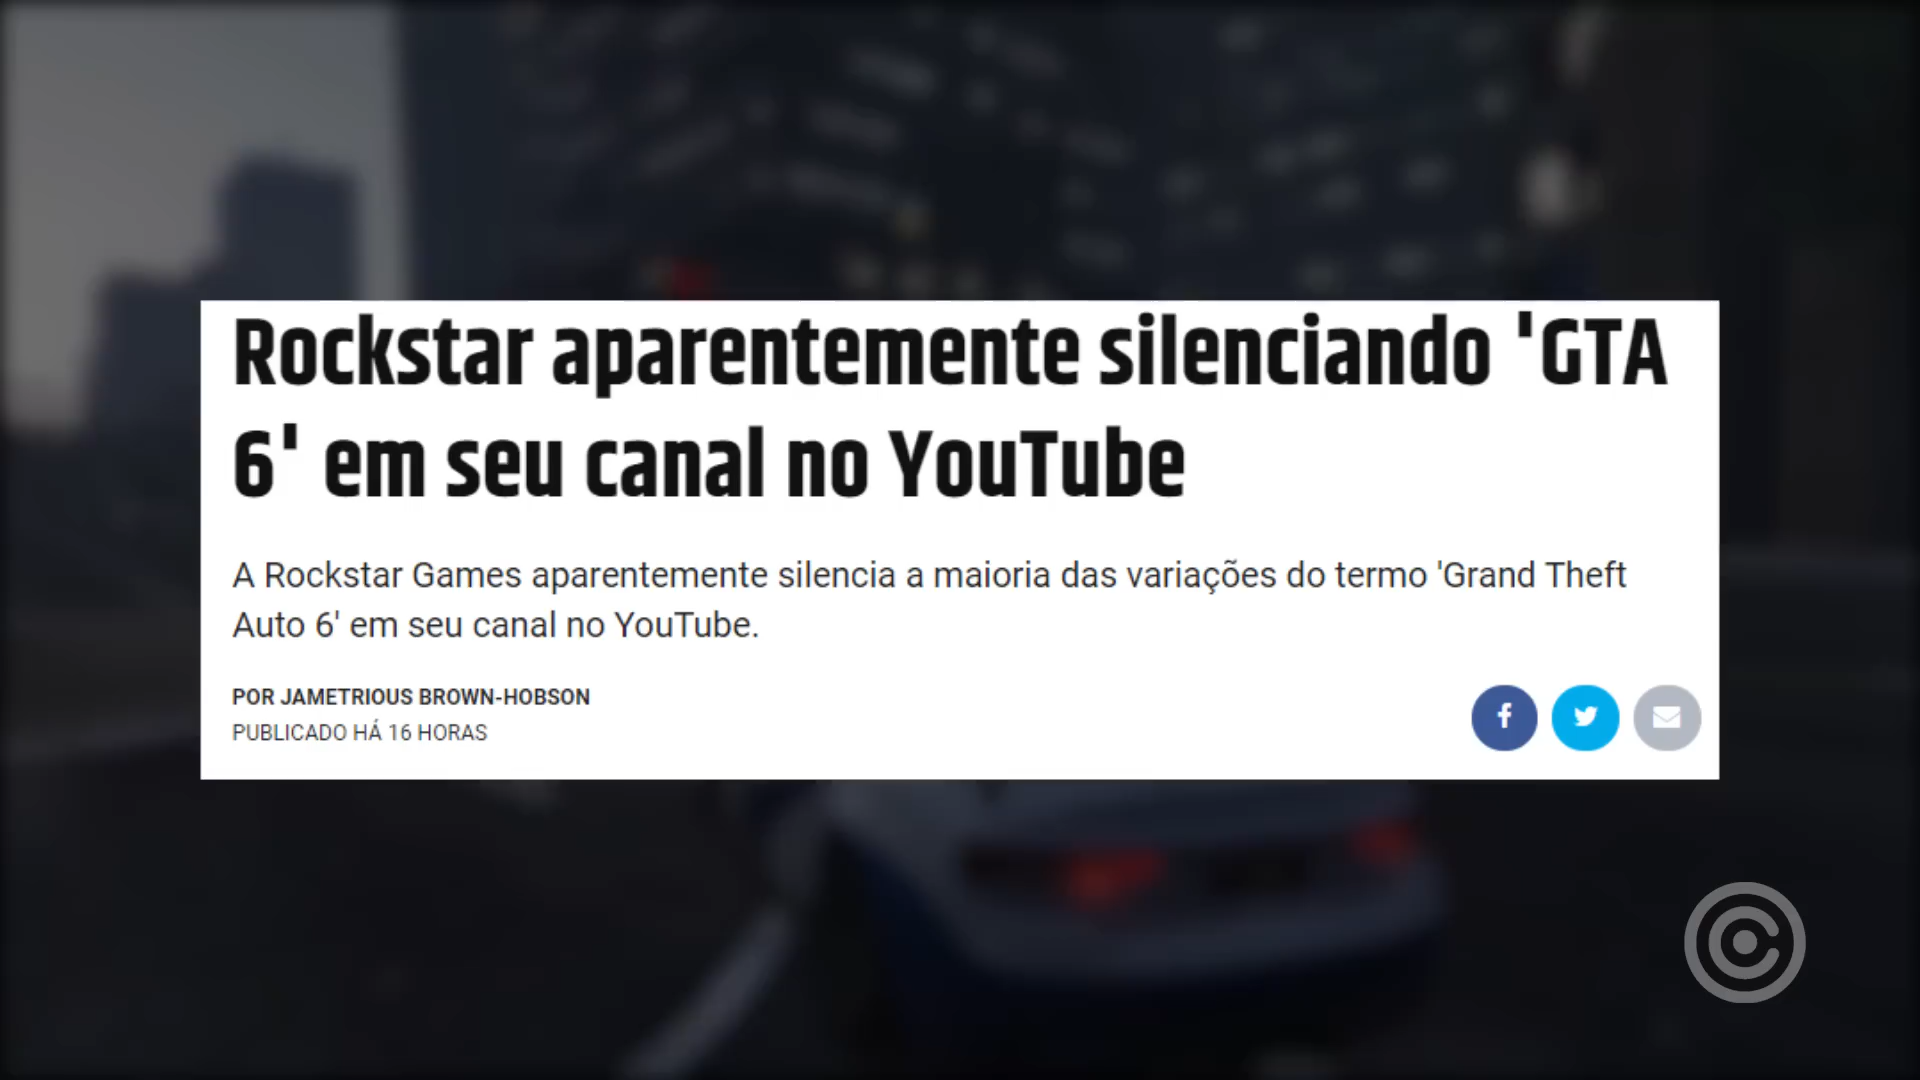 Rockstar aparentemente silenciando 'GTA
6' em seu canal no YouTube
A Rockstar Games aparentemente silencia a maioria das variações do termo 'Grand Theft
Auto 6' em seu canal no YouTube.
POR JAMETRIOUS BROWN-HOBSON
PUBLICADO HÁ 16 HORAS